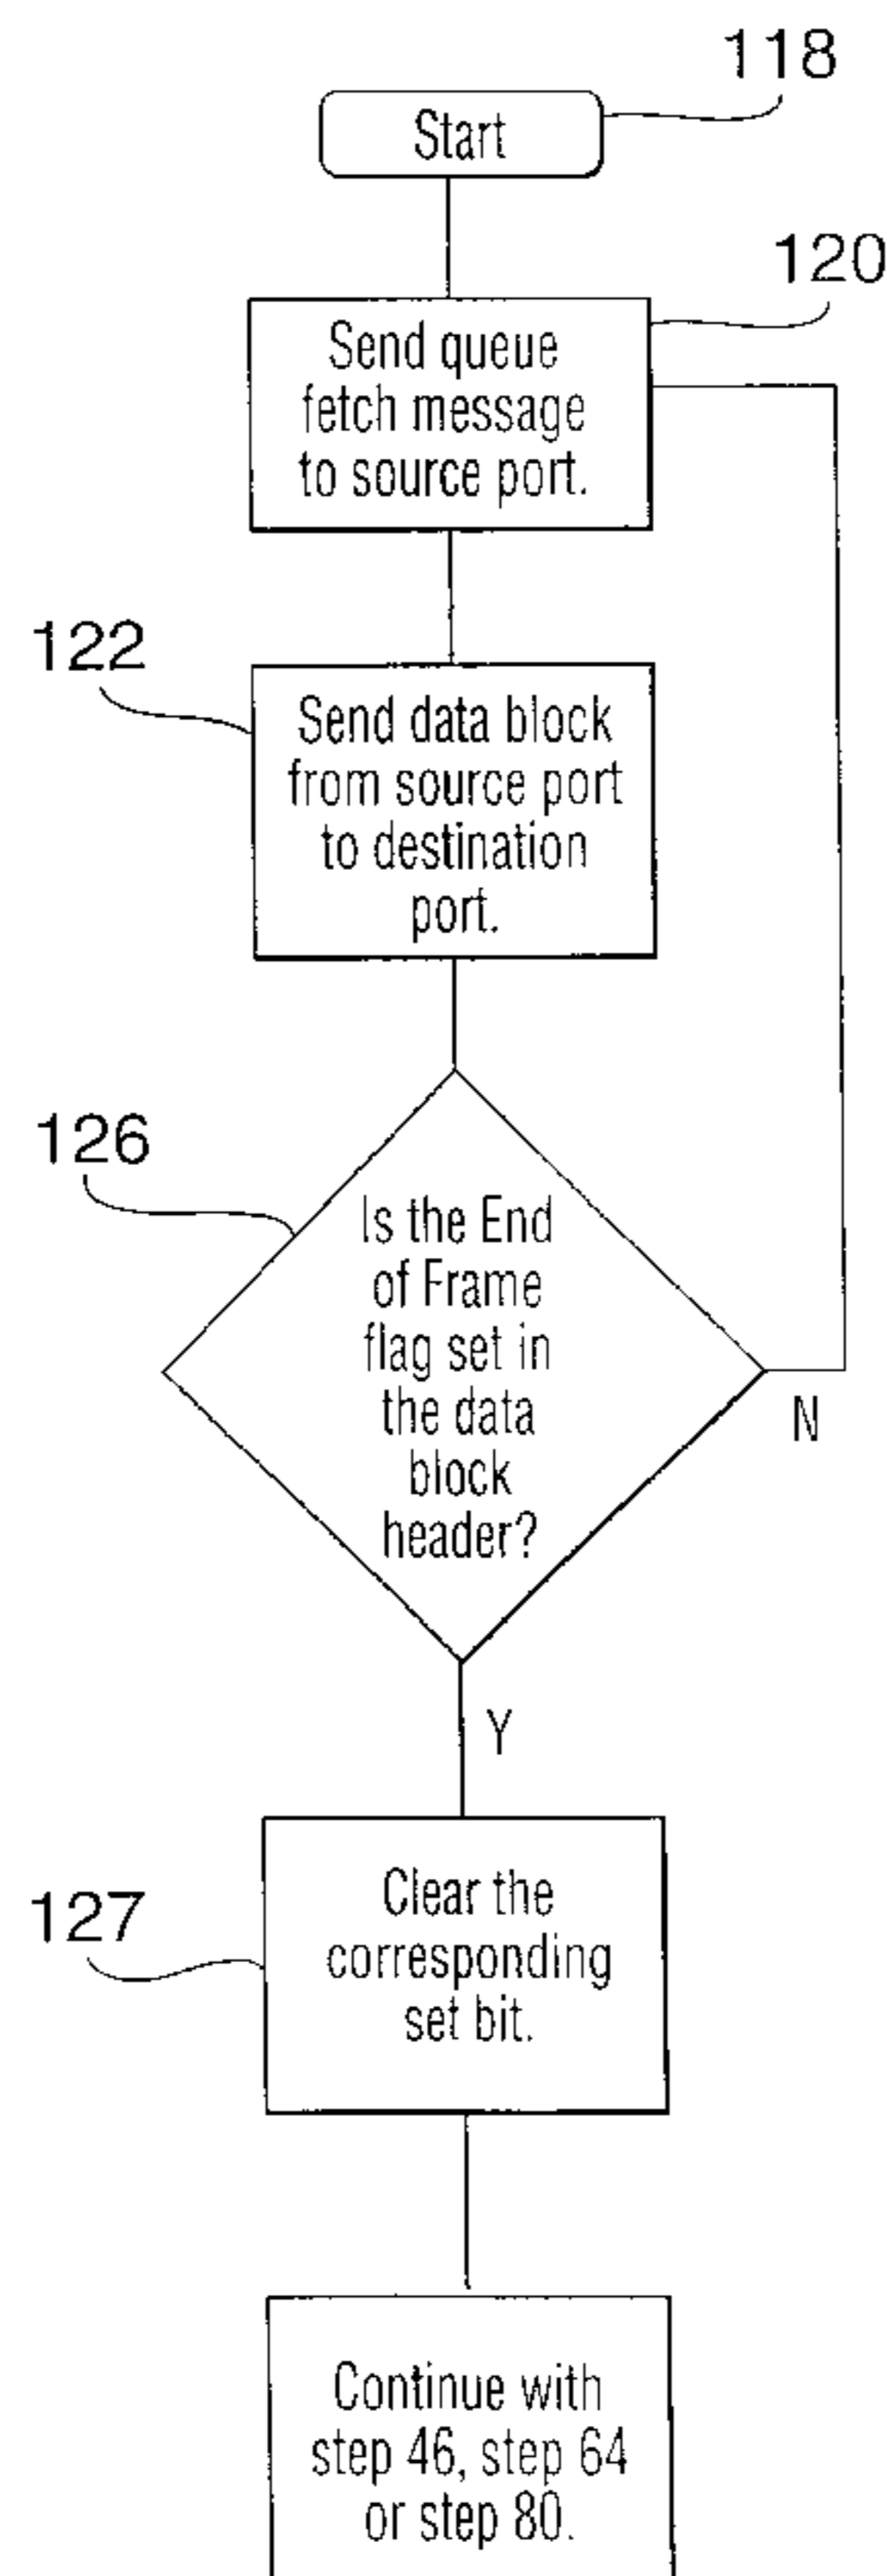 118
Start
120
Send queue
fetch message
to source port.
122
Send data block
from source port
to destination
port.
126
Is the End
of Frame
flag set in
the data
block
header?
N
Y
127
Clear the
corresponding
set bit.
Continue with
step 46, step 64
or step 80.